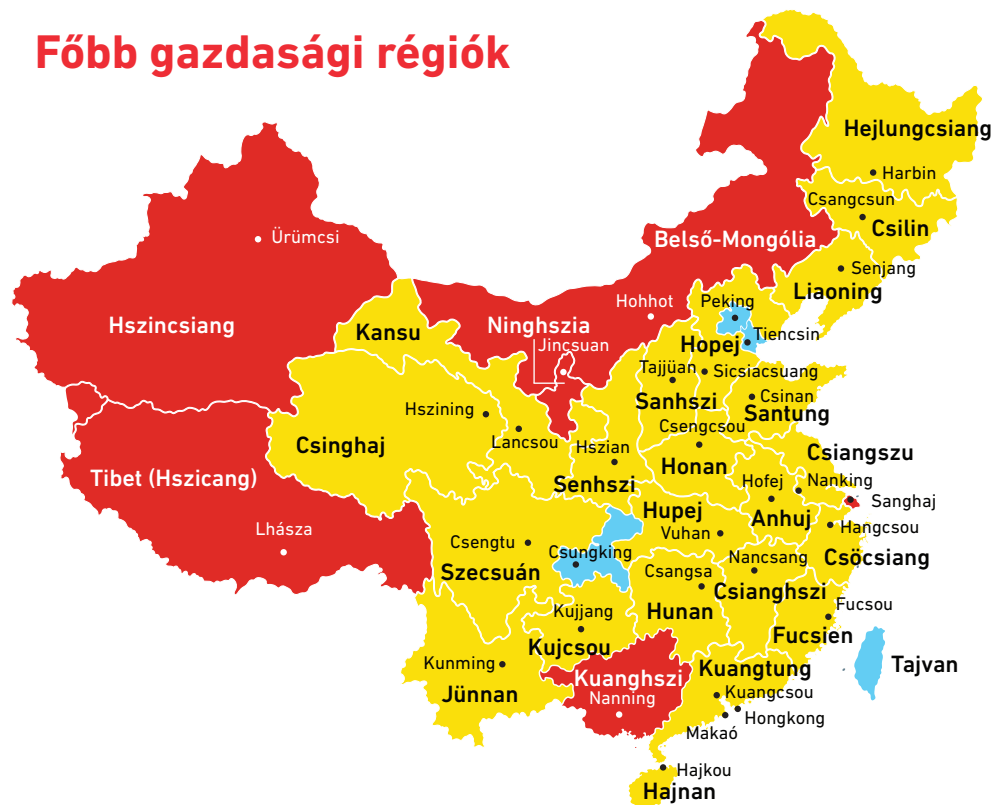 Főbb gazdasági régiók
Hejlungcsiang
Harbin
Csangcsun
Csilin
Ürümcsi
Belső-Mongólia
Senjang
Liaoning
Hohhot
Peking
Hszincsiang
Kansu
Ninghszia
Jincsuan
Tiencsin
Hopej
Tajjüan
Sicsiacsuang
Sanhszi
Csinan
Santung
Hszining
Csengcsou
Csinghaj
Lancsou
Hszian
Honan
Csiangszu
Tibet (Hszicang)
Senhszi
Hofej
Nanking
Sanghaj
Hupej
Anhuj
Lhásza
Vuhan
Hangcsou
Csengtu
Csungking
Nancsang
Csöcsiang
Szecsuán
Csangsa
Csianghszi
Hunan
Fucsou
Kujjang
Fucsien
Kujcsou
Kunming
Kuanghszi
Kuangtung
Tajvan
Jünnan
Nanning
Kuangcsou
Hongkong
Makaó
Hajkou
Hajnan